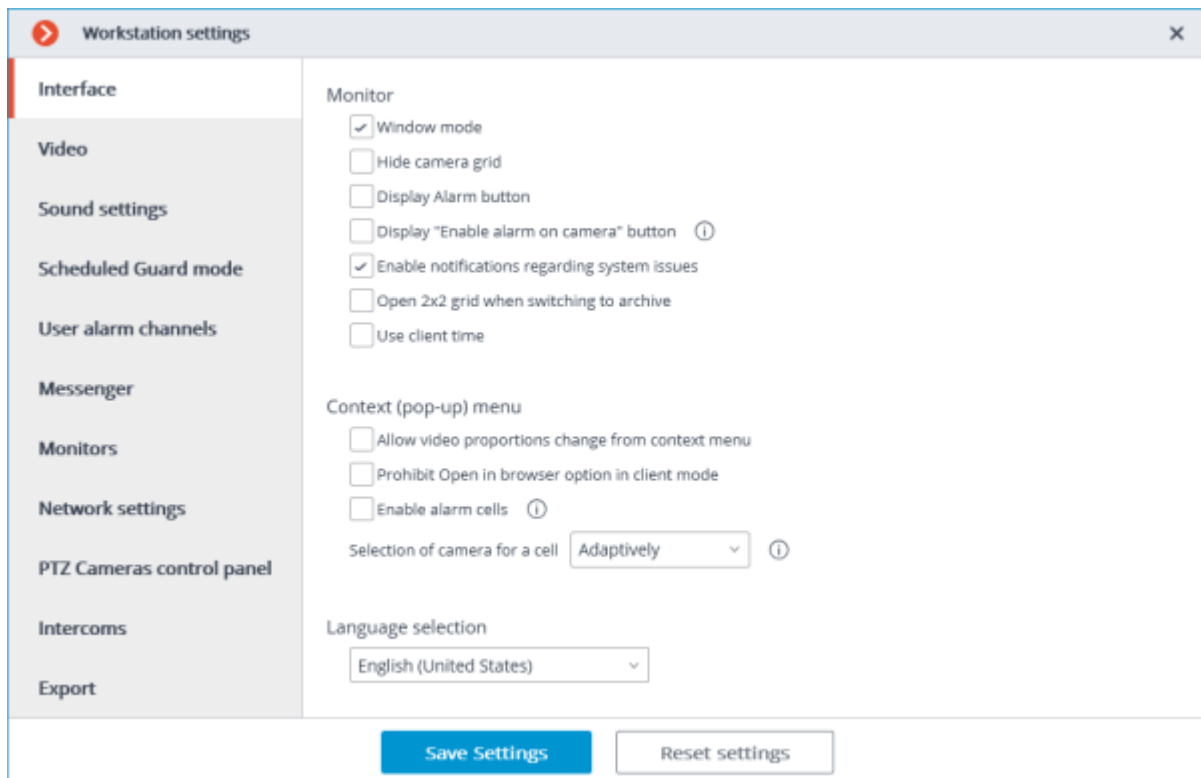 Workstation settings
Interface
Video
Sound settings
Scheduled Guard mode
User alarm channels
Messenger
Monitors
Network settings
PTZ Cameras control panel
Intercoms
Export
Monitor
Window mode
Hide camera grid
Display Alarm button
Display "Enable alarm on camera" button
Enable notifications regarding system issues
Open 2x2 grid when switching to archive
Use client time
Context (pop-up) menu
Allow video proportions change from context menu
Prohibit Open in browser option in client mode
Enable alarm cells
Selection of camera for a cell Adaptively
Language selection
English (United States)
Save Settings Reset settings